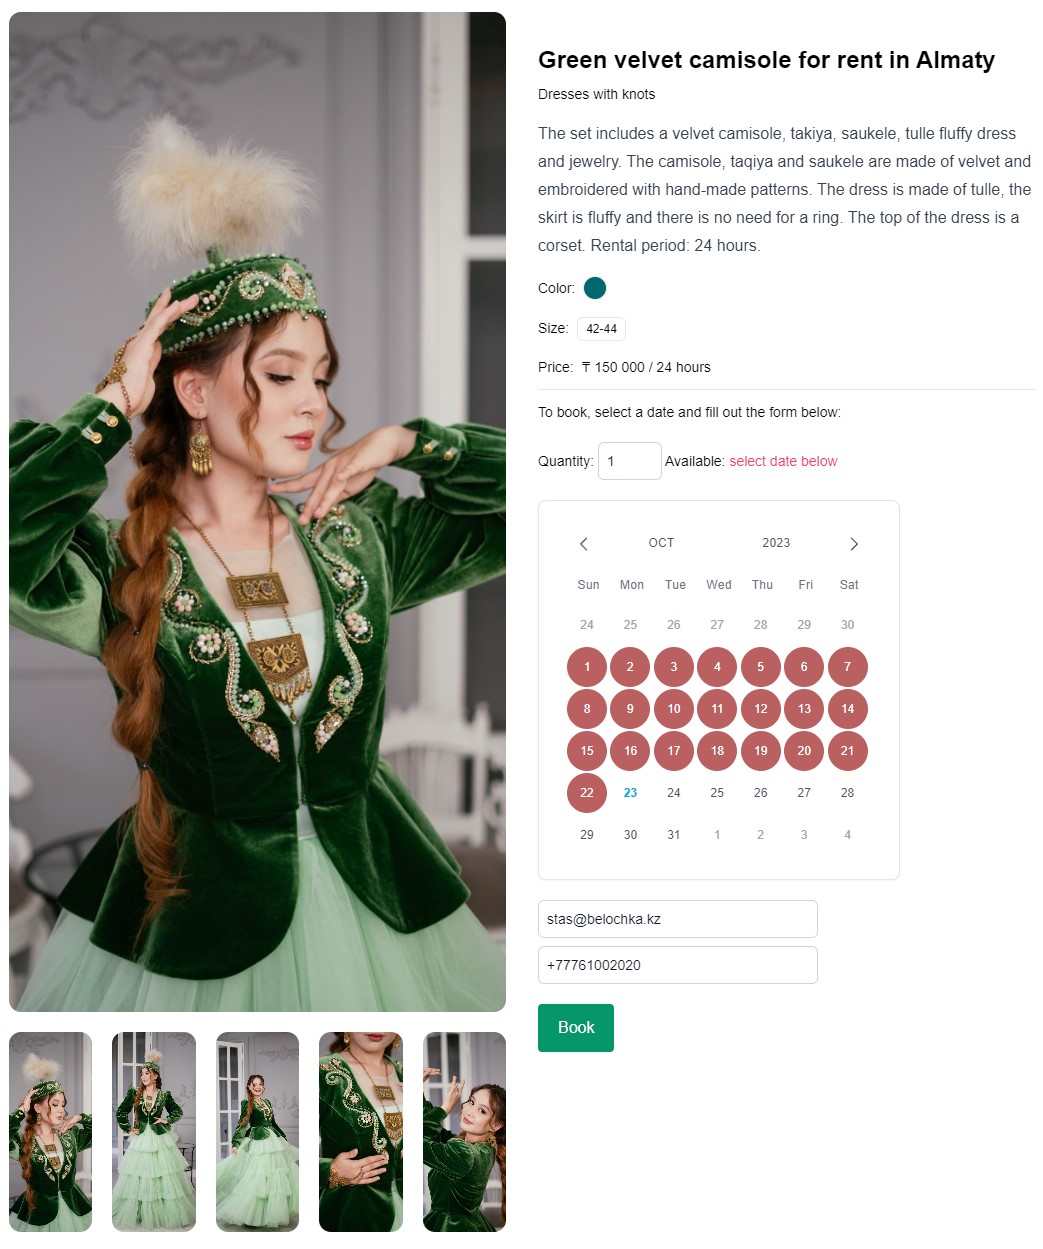 Green velvet camisole for rent in Almaty
Dresses with knots
The set includes a velvet camisole, takiya, saukele, tulle fluffy dress
and jewelry. The camisole, taqiya and saukele are made of velvet and
embroidered with hand-made patterns. The dress is made of tulle, the
skirt is fluffy and there is no need for a ring. The top of the dress is a
corset. Rental period: 24 hours.
Color:
Size: 42-44
Price: ₸ 150 000 / 24 hours
To book, select a date and fill out the form below:
Quantity: 1 Available: select date below
OCT 2023
Sun Mon Tue Wed Thu Fri Sat
24 25 26 27 28 29 30
1 2 3 4 5 6 7
8 9 10 11 12 13 14
15 16 17 18 19 20 21
22 23 24 25 26 27 28
29 30 31 1 2 3 4
stas@belochka.kz
+77761002020
Book